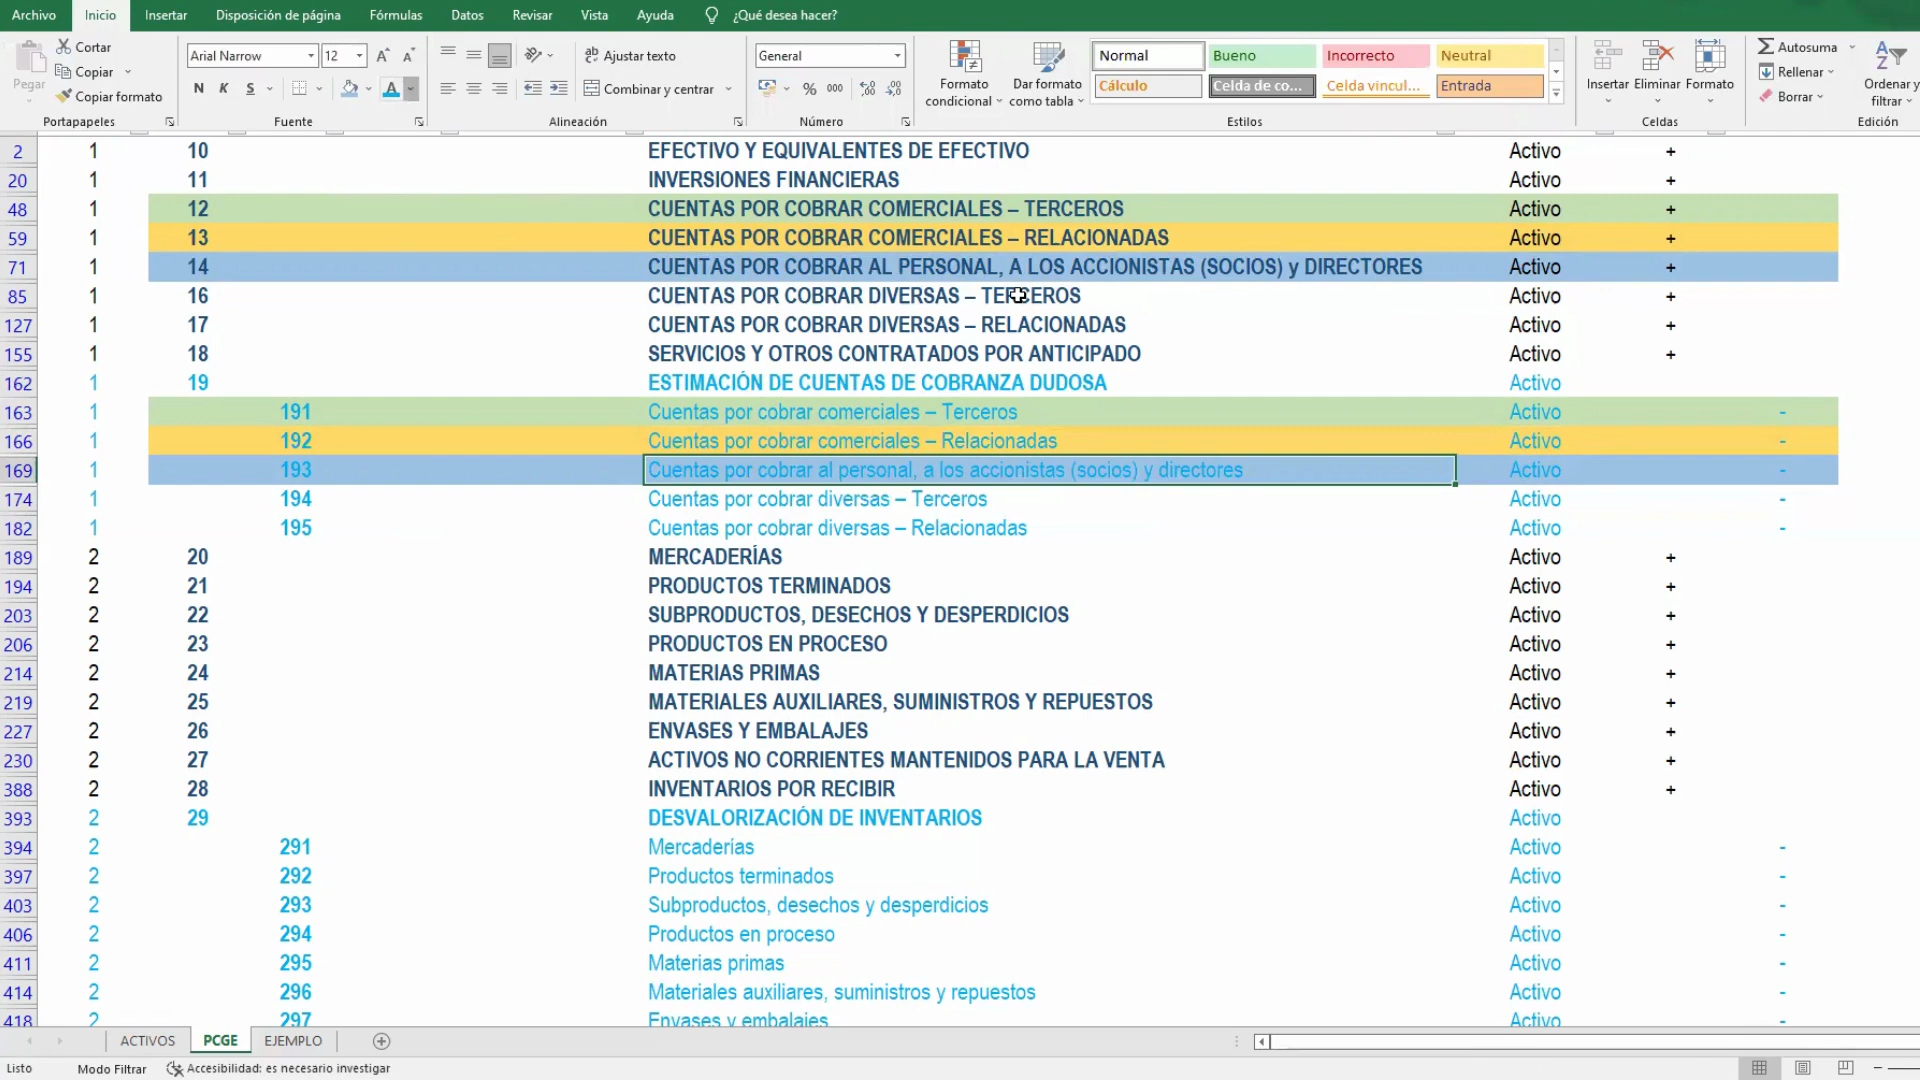 Archivo Inicio Insertar Disposición de página Fórmulas Datos Revisar Vista Ayuda ¿Qué desea hacer?
Pegar Cortar Copiar Copiar formato
Portapapeles
Arial Narrow 12
N K S
Fuente
Ajustar texto
Combinar y centrar
Alineación
General
% 000
Número
Formato condicional
Dar formato como tabla
Normal Bueno Incorrecto Neutral
Cálculo Celda de co... Celda vincul... Entrada
Estilos
Insertar Eliminar Formato
Celdas
Autosuma
Rellenar
Borrar
Ordenar y filtrar
Edición
2 1 10 EFECTIVO Y EQUIVALENTES DE EFECTIVO Activo +
20 1 11 INVERSIONES FINANCIERAS Activo +
48 1 12 CUENTAS POR COBRAR COMERCIALES – TERCEROS Activo +
59 1 13 CUENTAS POR COBRAR COMERCIALES – RELACIONADAS Activo +
71 1 14 CUENTAS POR COBRAR AL PERSONAL, A LOS ACCIONISTAS (SOCIOS) y DIRECTORES Activo +
85 1 16 CUENTAS POR COBRAR DIVERSAS – TERCEROS Activo +
127 1 17 CUENTAS POR COBRAR DIVERSAS – RELACIONADAS Activo +
155 1 18 SERVICIOS Y OTROS CONTRATADOS POR ANTICIPADO Activo +
162 1 19 ESTIMACIÓN DE CUENTAS DE COBRANZA DUDOSA Activo
163 1 191 Cuentas por cobrar comerciales – Terceros Activo -
166 1 192 Cuentas por cobrar comerciales – Relacionadas Activo -
169 1 193 Cuentas por cobrar al personal, a los accionistas (socios) y directores Activo -
174 1 194 Cuentas por cobrar diversas – Terceros Activo -
182 1 195 Cuentas por cobrar diversas – Relacionadas Activo -
189 2 20 MERCADERÍAS Activo +
194 2 21 PRODUCTOS TERMINADOS Activo +
203 2 22 SUBPRODUCTOS, DESECHOS Y DESPERDICIOS Activo +
206 2 23 PRODUCTOS EN PROCESO Activo +
214 2 24 MATERIAS PRIMAS Activo +
219 2 25 MATERIALES AUXILIARES, SUMINISTROS Y REPUESTOS Activo +
227 2 26 ENVASES Y EMBALAJES Activo +
230 2 27 ACTIVOS NO CORRIENTES MANTENIDOS PARA LA VENTA Activo +
388 2 28 INVENTARIOS POR RECIBIR Activo +
393 2 29 DESVALORIZACIÓN DE INVENTARIOS Activo
394 2 291 Mercaderías Activo -
397 2 292 Productos terminados Activo -
403 2 293 Subproductos, desechos y desperdicios Activo -
406 2 294 Productos en proceso Activo -
411 2 295 Materias primas Activo -
414 2 296 Materiales auxiliares, suministros y repuestos Activo -
418 2 297 Envases y embalajes Activo -
ACTIVOS PCGE EJEMPLO
Listo Modo Filtrar Accesibilidad: es necesario investigar